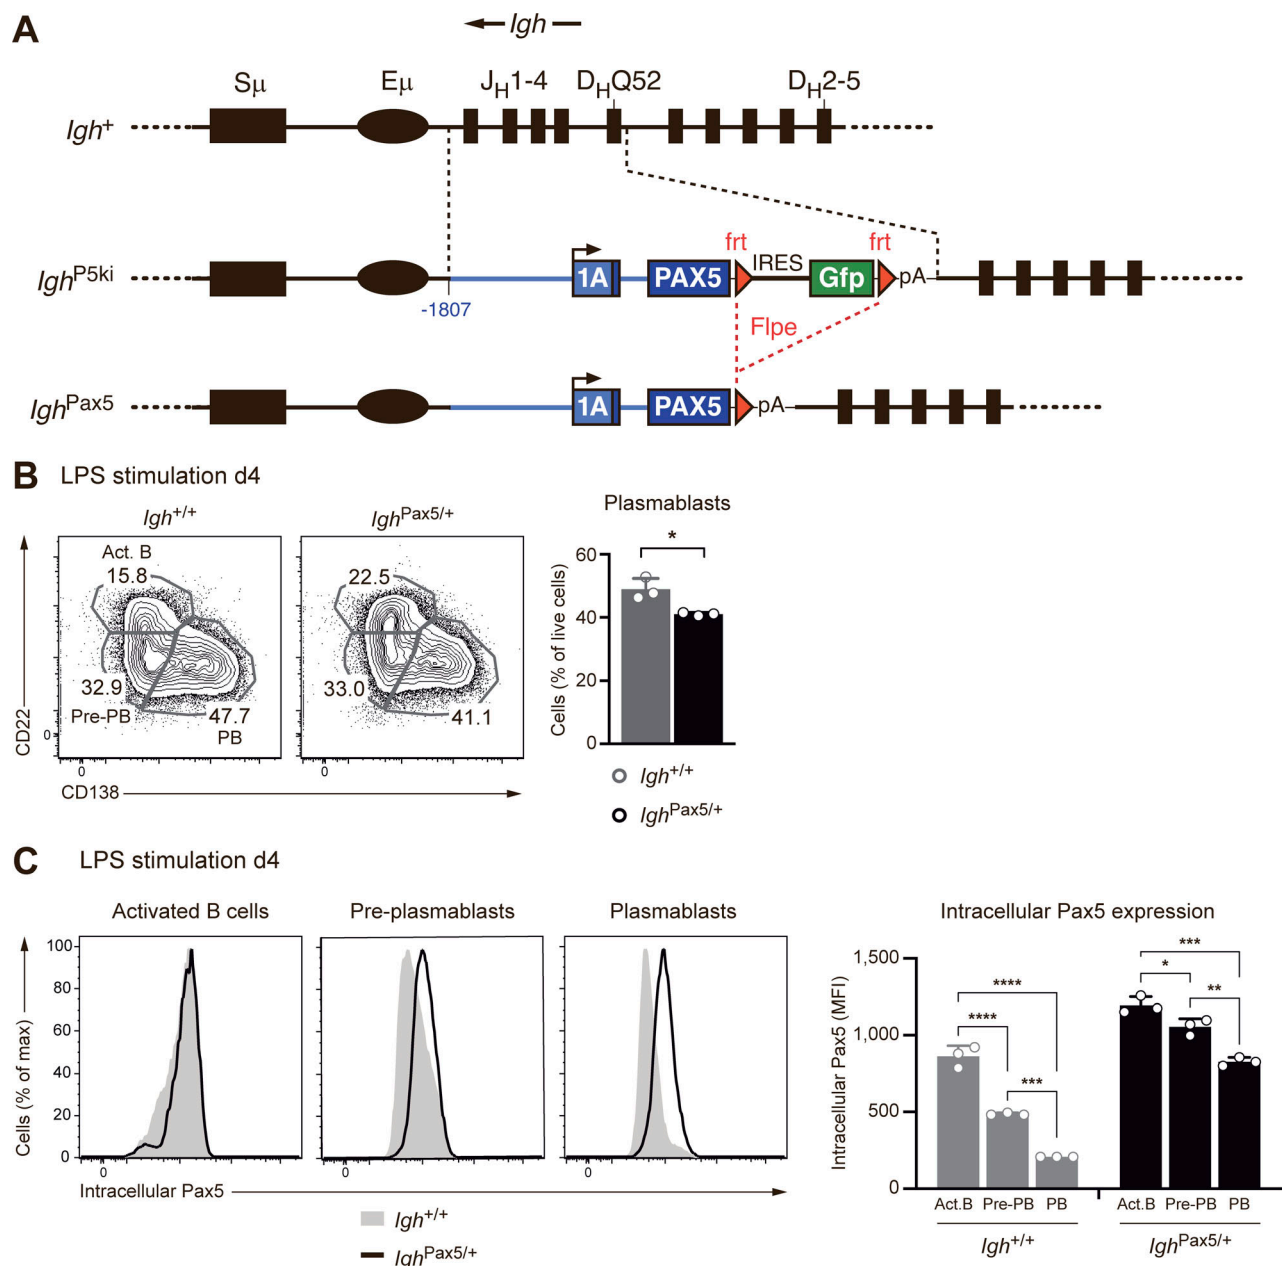 A
Igh
Sμ Eμ JH1-4 DHQ52 DH2-5
Igh+
frt frt
IghP5ki 1A PAX5 IRES Gfp pA
-1807
Flpe
IghPax5 1A PAX5 pA
B LPS stimulation d4
Igh+/+ IghPax5/+
Act. B
15.8 22.5
32.9 33.0
Pre-PB 47.7 41.1
PB
CD22
0
0 0
CD138
Plasmablasts
*
Cells (% of live cells)
60
40
20
0
Igh+/+
IghPax5/+
C LPS stimulation d4
Activated B cells Pre-plasmablasts Plasmablasts
Cells (% of max)
100
80
60
40
20
0
0 0 0
Intracellular Pax5
Igh+/+
IghPax5/+
Intracellular Pax5 expression
Intracellular Pax5 (MFI)
1,500
1,000
500
0
**** **** ***
*** * **
Act.B Pre-PB PB Act.B Pre-PB PB
Igh+/+ IghPax5/+